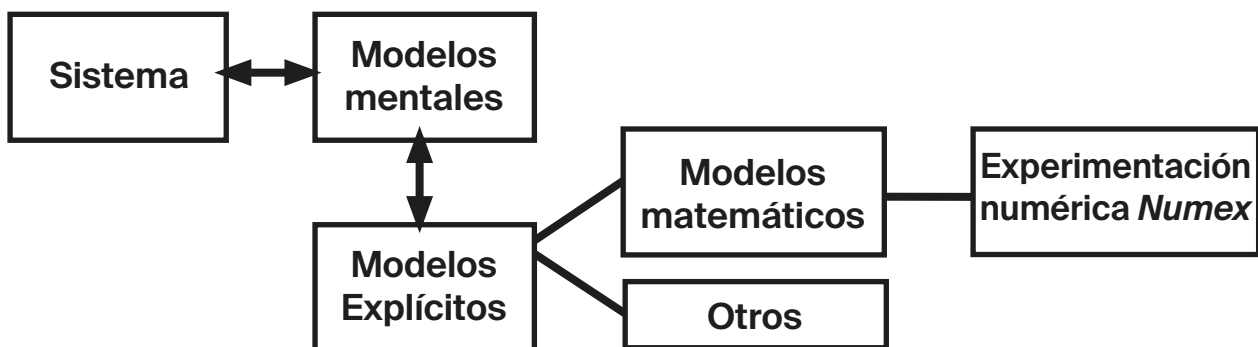 Sistema
Modelos
mentales
Modelos
matemáticos
Experimentación
numérica Numex
Modelos
Explícitos
Otros